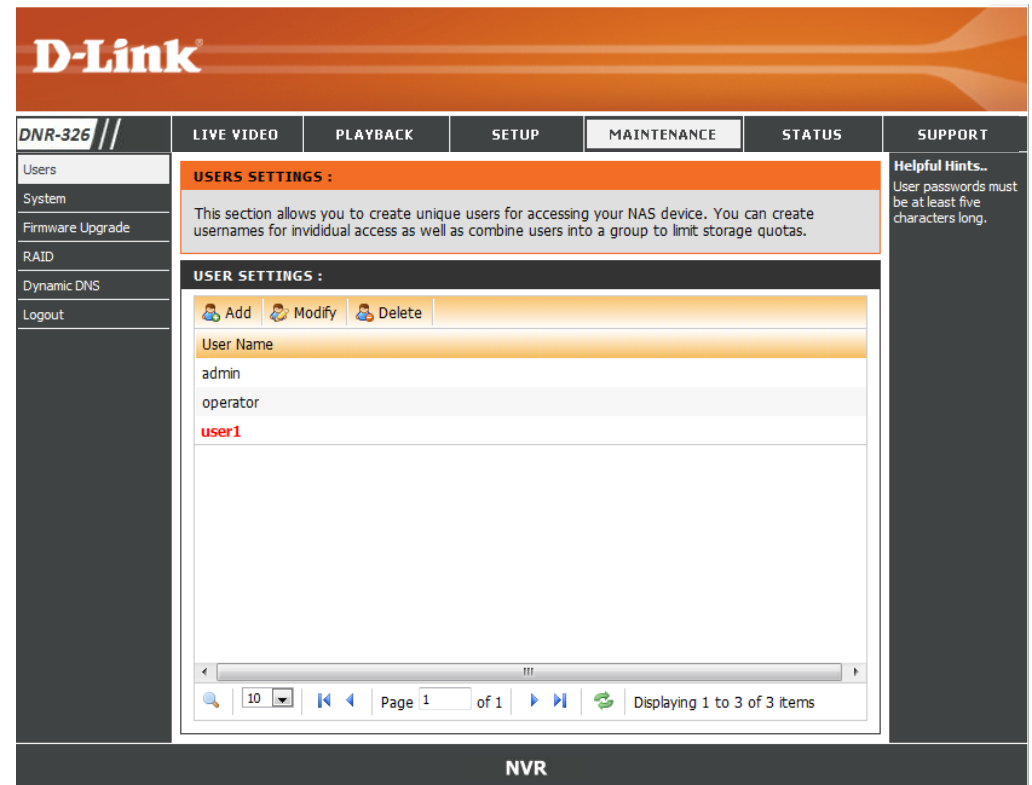 D-Link®
DNR-326
LIVE VIDEO
PLAYBACK
SETUP
MAINTENANCE
STATUS
SUPPORT
Users
System
Firmware Upgrade
RAID
Dynamic DNS
Logout
USERS SETTINGS :
This section allows you to create unique users for accessing your NAS device. You can create
usernames for invididual access as well as combine users into a group to limit storage quotas.
USER SETTINGS :
Add Modify Delete
User Name
admin
operator
user1
10 Page 1 of 1 Displaying 1 to 3 of 3 items
Helpful Hints..
User passwords must
be at least five
characters long.
NVR